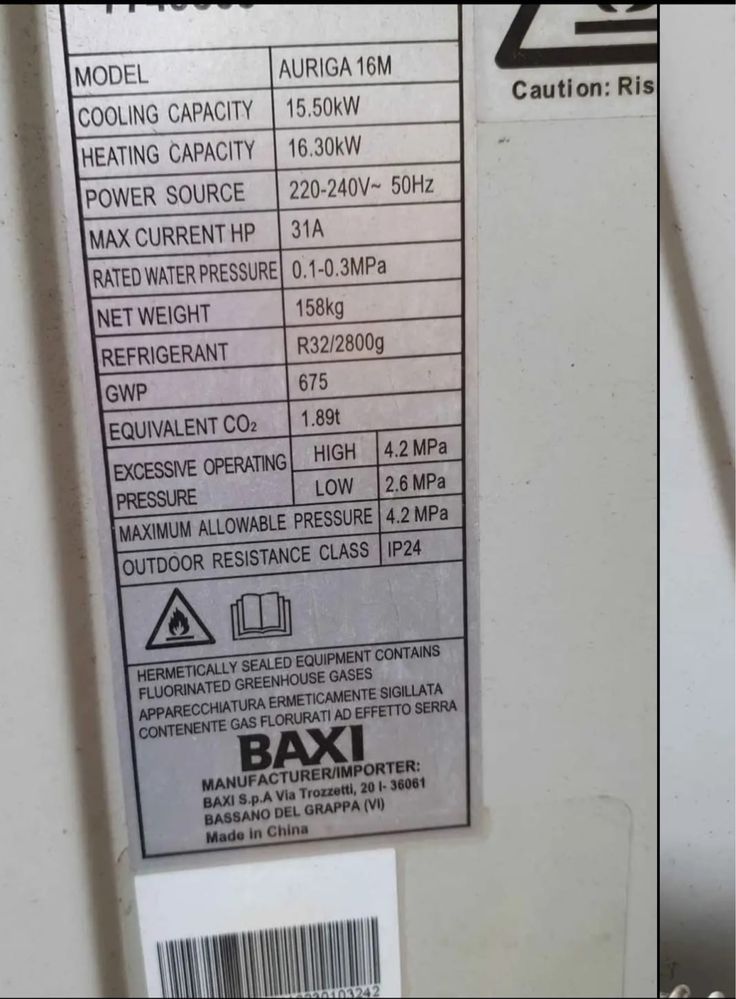 MODEL AURIGA 16M
COOLING CAPACITY 15.50kW
HEATING CAPACITY 16.30kW
POWER SOURCE 220-240V~ 50Hz
MAX CURRENT HP 31A
RATED WATER PRESSURE 0.1-0.3MPa
NET WEIGHT 158kg
REFRIGERANT R32/2800g
GWP 675
EQUIVALENT CO₂ 1.89t
EXCESSIVE OPERATING PRESSURE HIGH 4.2 MPa
LOW 2.6 MPa
MAXIMUM ALLOWABLE PRESSURE 4.2 MPa
OUTDOOR RESISTANCE CLASS IP24
HERMETICALLY SEALED EQUIPMENT CONTAINS
FLUORINATED GREENHOUSE GASES
APPARECCHIATURA ERMETICAMENTE SIGILLATA
CONTENENTE GAS FLORURATI AD EFFETTO SERRA
BAXI
MANUFACTURER/IMPORTER:
BAXI S.p.A Via Trozzetti, 20 I- 36061
BASSANO DEL GRAPPA (VI)
Made in China
Caution: Ris